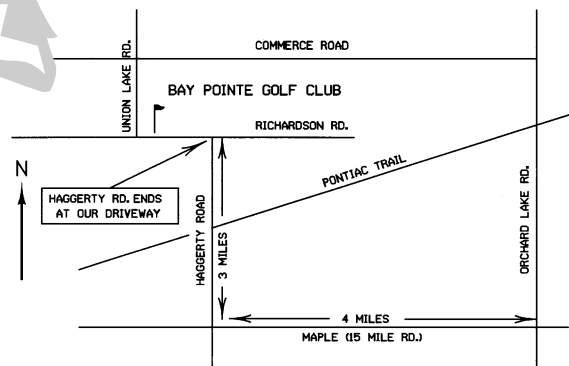 COMMERCE ROAD
UNION LAKE RD.
BAY POINTE GOLF CLUB
RICHARDSON RD.
N
PONTIAC TRAIL
HAGGERTY RD. ENDS
AT OUR DRIVEWAY
HAGGERTY ROAD
3 MILES
ORCHARD LAKE RD.
4 MILES
MAPLE (15 MILE RD.)